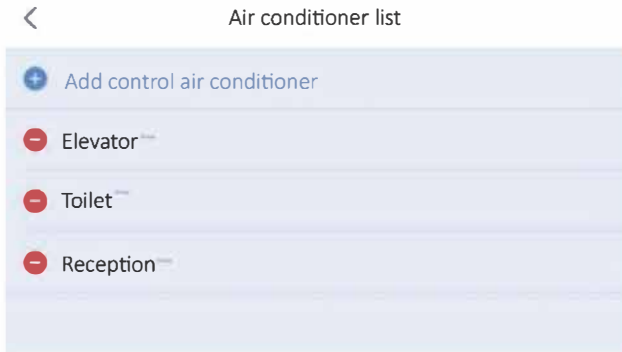 Air conditioner list
Add control air conditioner
Elevator
Toilet
Reception